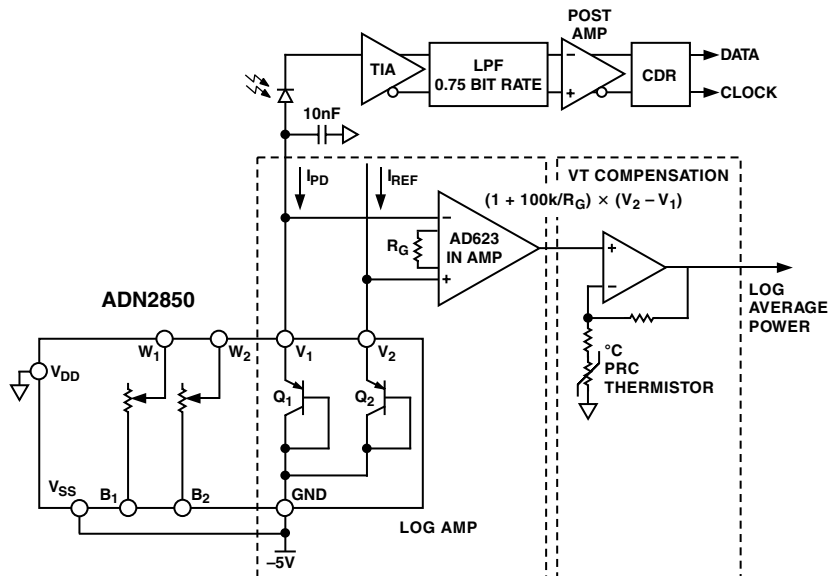 POST
AMP
TIA
LPF
0.75 BIT RATE
−
+
CDR
DATA
CLOCK
10nF
I_PD
I_REF
VT COMPENSATION
(1 + 100k/R_G) × (V_2 – V_1)
−
R_G
AD623
IN AMP
+
+
−
LOG
AVERAGE
POWER
ADN2850
°C
PRC
THERMISTOR
W_1
W_2
V_1
V_2
V_DD
Q_1
Q_2
V_SS
B_1
B_2
GND
LOG AMP
–5V